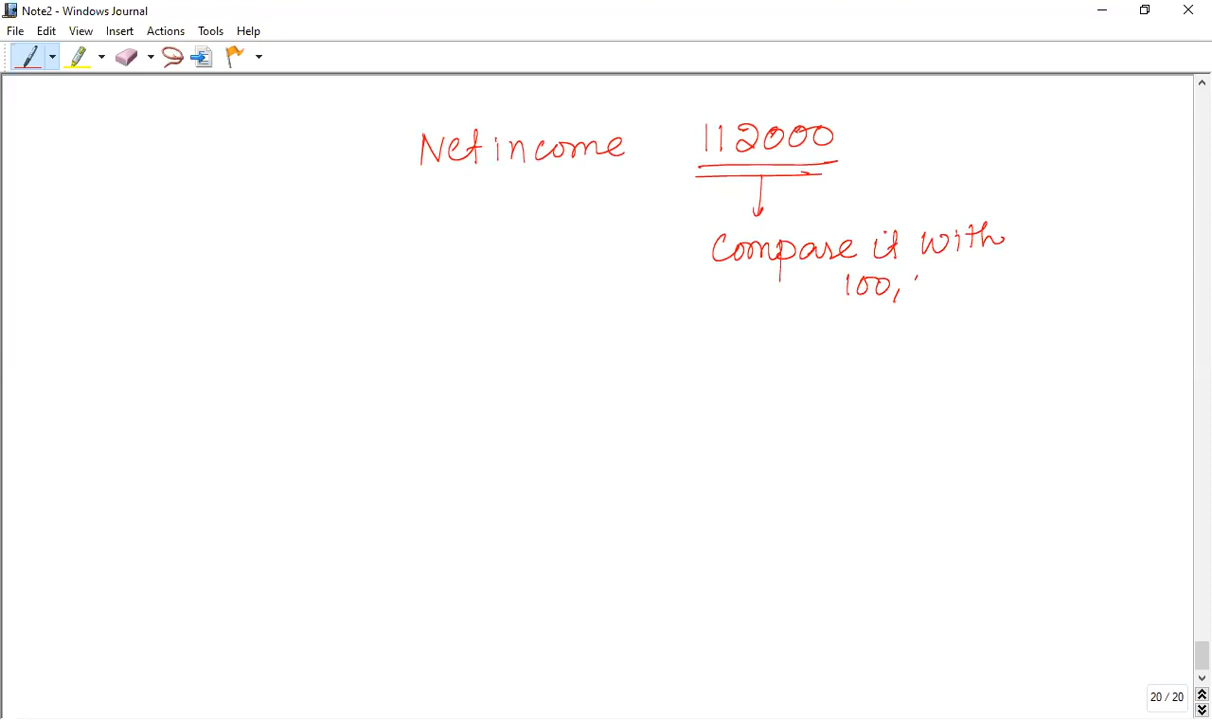 Note2 - Windows Journal
File Edit View Insert Actions Tools Help
Net income 112000
Compare it with
100,
20 / 20